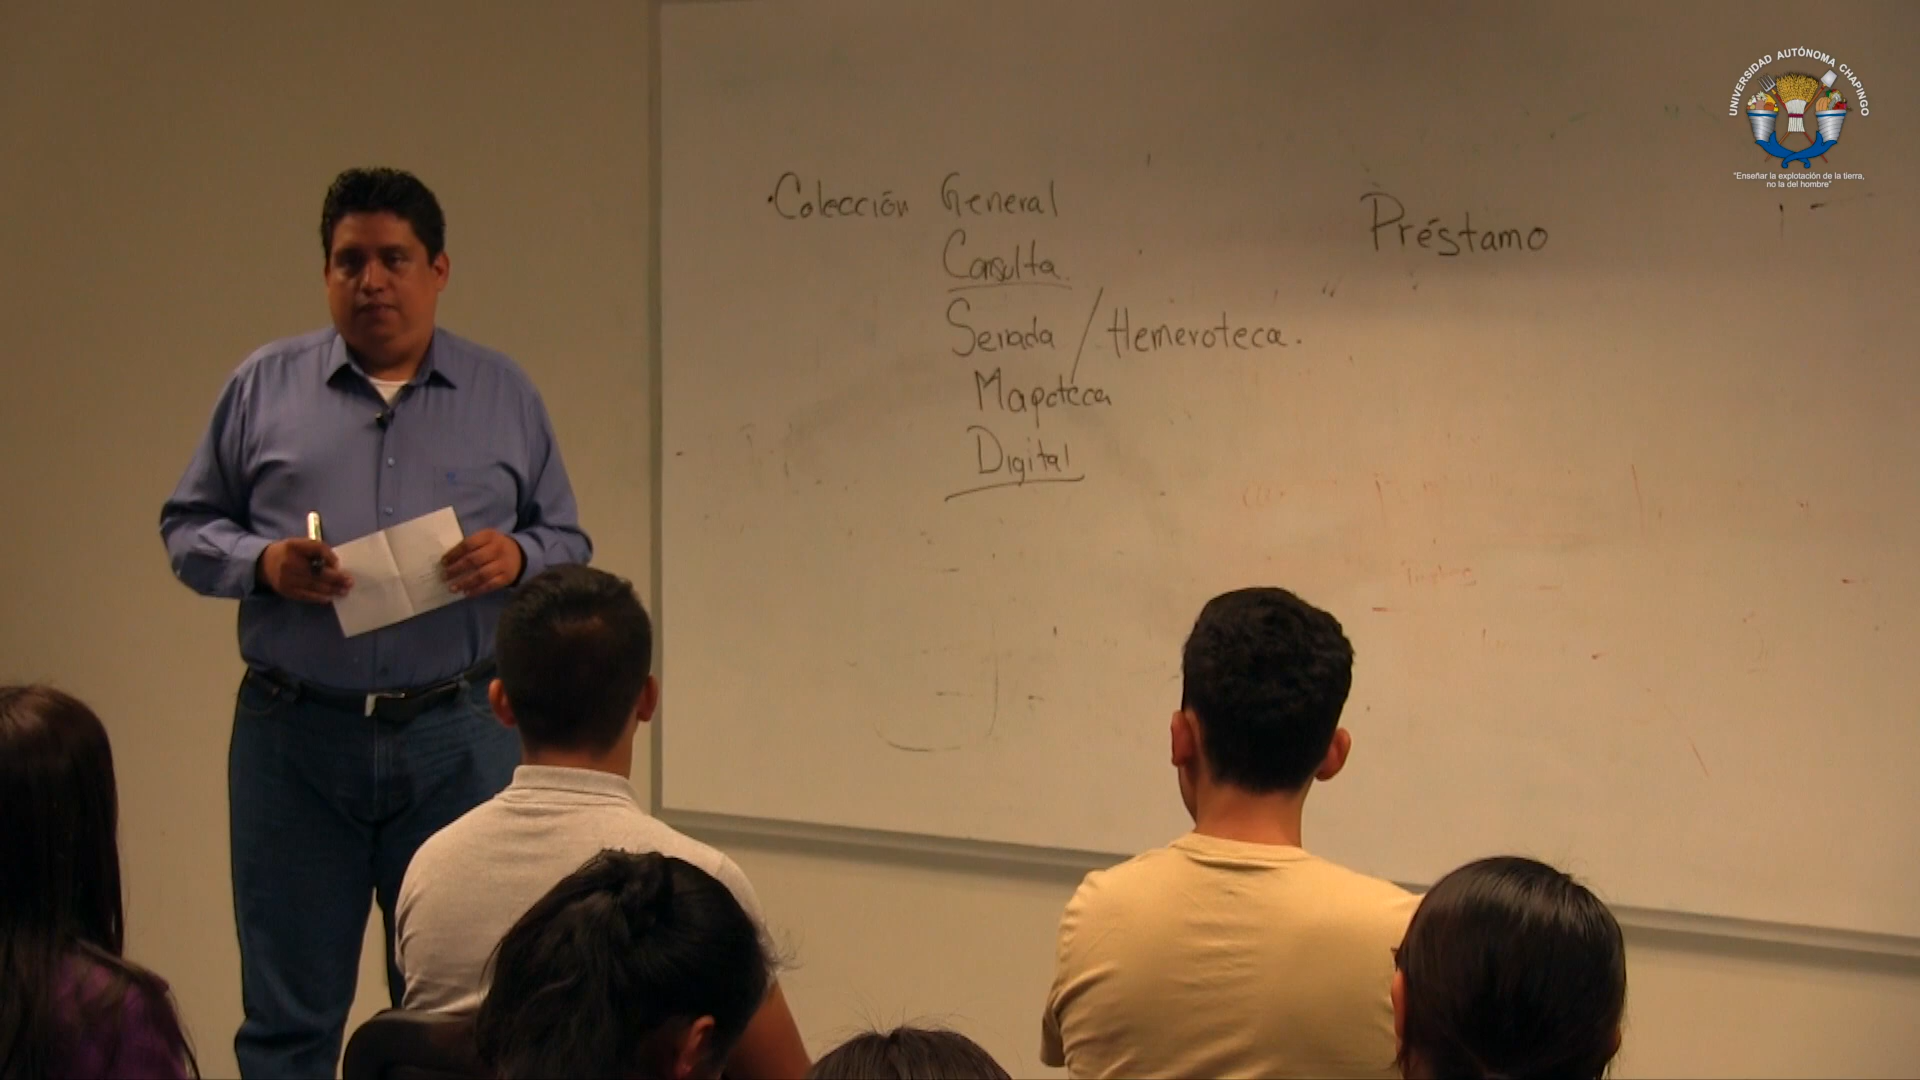 UNIVERSIDAD AUTÓNOMA CHAPINGO
"Enseñar la explotación de la tierra,
no la del hombre"
·Colección General
Préstamo
Consulta
Seriada / Hemeroteca.
Mapoteca
Digital